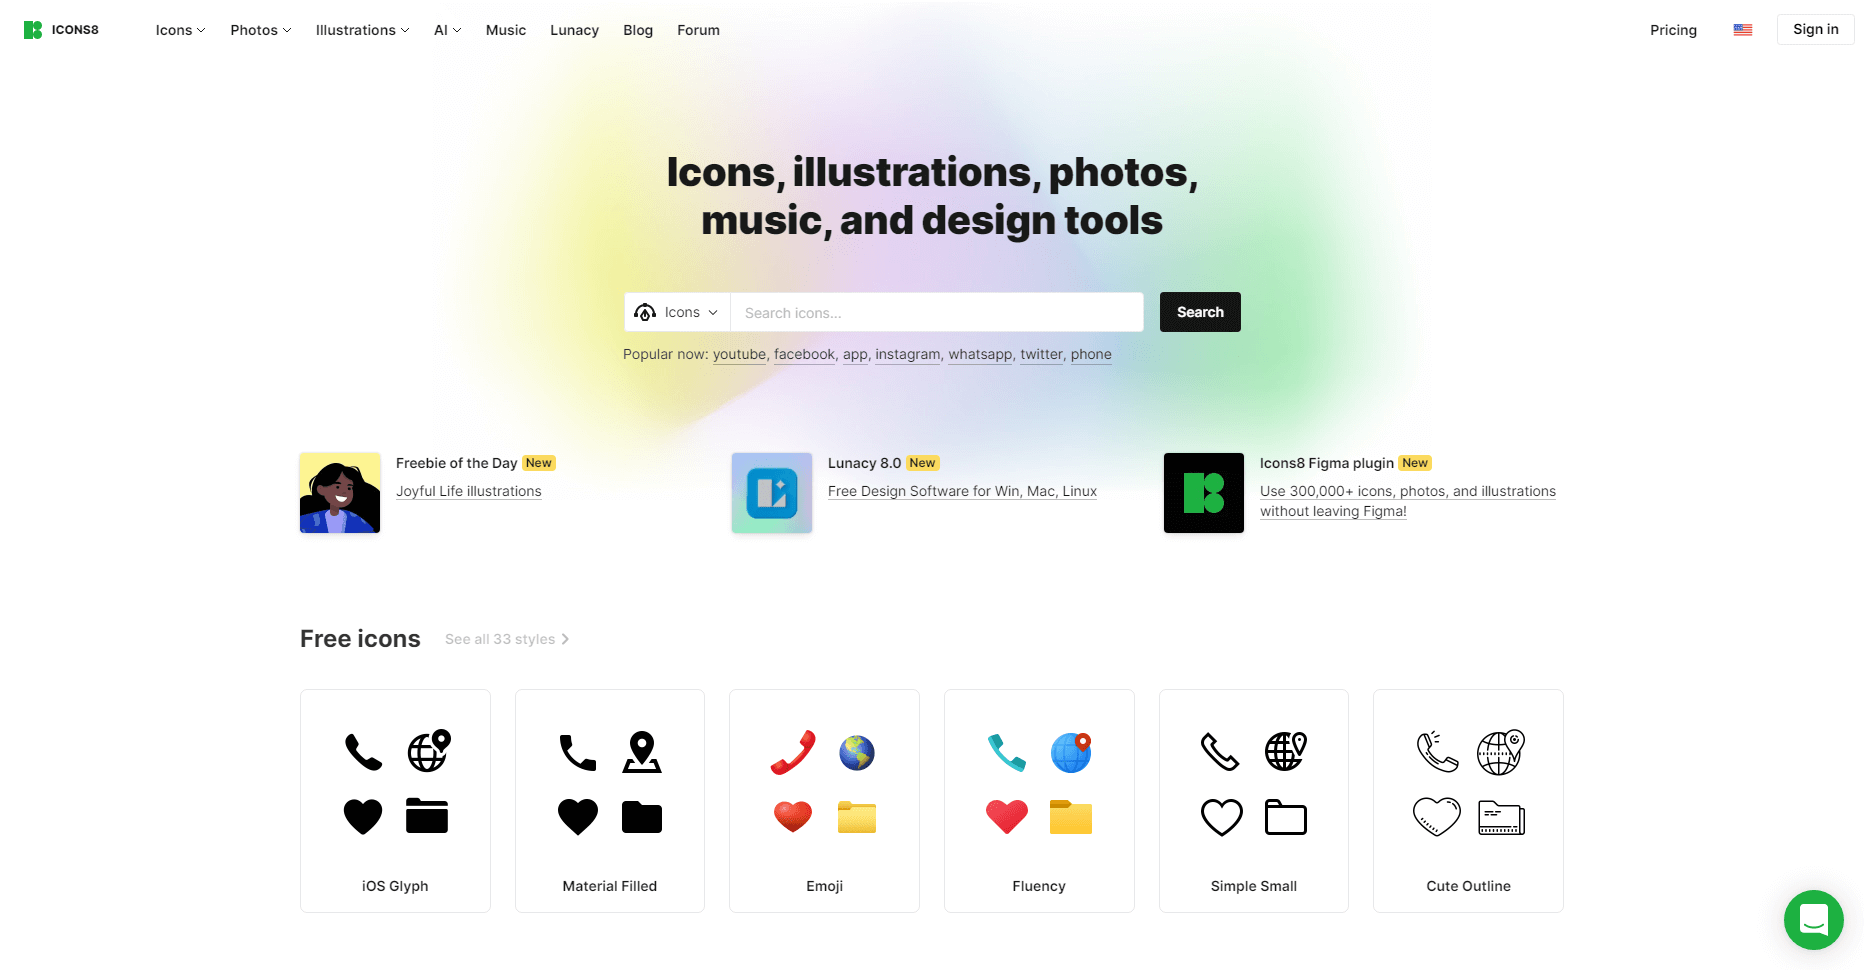 ICONS8
Icons
Photos
Illustrations
AI
Music
Lunacy
Blog
Forum
Pricing
Sign in
Icons, illustrations, photos,
music, and design tools
Icons
Search icons...
Search
Popular now: youtube, facebook, app, instagram, whatsapp, twitter, phone
Freebie of the Day New
Joyful Life illustrations
Lunacy 8.0 New
Free Design Software for Win, Mac, Linux
Icons8 Figma plugin New
Use 300,000+ icons, photos, and illustrations
without leaving Figma!
Free icons
See all 33 styles
iOS Glyph
Material Filled
Emoji
Fluency
Simple Small
Cute Outline